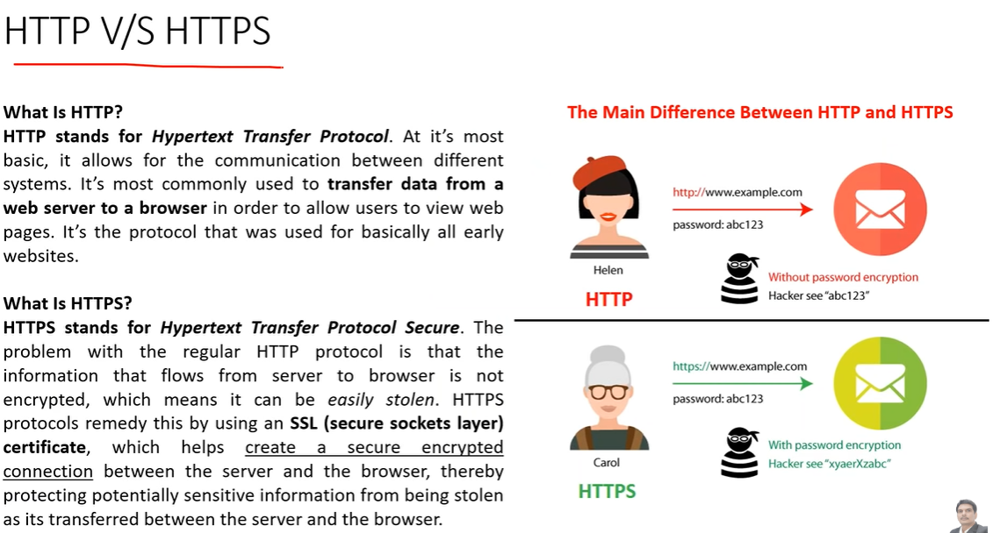 HTTP V/S HTTPS
What Is HTTP?
HTTP stands for Hypertext Transfer Protocol. At it's most
basic, it allows for the communication between different
systems. It's most commonly used to transfer data from a
web server to a browser in order to allow users to view web
pages. It's the protocol that was used for basically all early
websites.
What Is HTTPS?
HTTPS stands for Hypertext Transfer Protocol Secure. The
problem with the regular HTTP protocol is that the
information that flows from server to browser is not
encrypted, which means it can be easily stolen. HTTPS
protocols remedy this by using an SSL (secure sockets layer)
certificate, which helps create a secure encrypted
connection between the server and the browser, thereby
protecting potentially sensitive information from being stolen
as its transferred between the server and the browser.
The Main Difference Between HTTP and HTTPS
http://www.example.com
password: abc123
Helen
HTTP
Without password encryption
Hacker see "abc123"
https://www.example.com
password: abc123
Carol
HTTPS
With password encryption
Hacker see "xyaerXzabc"